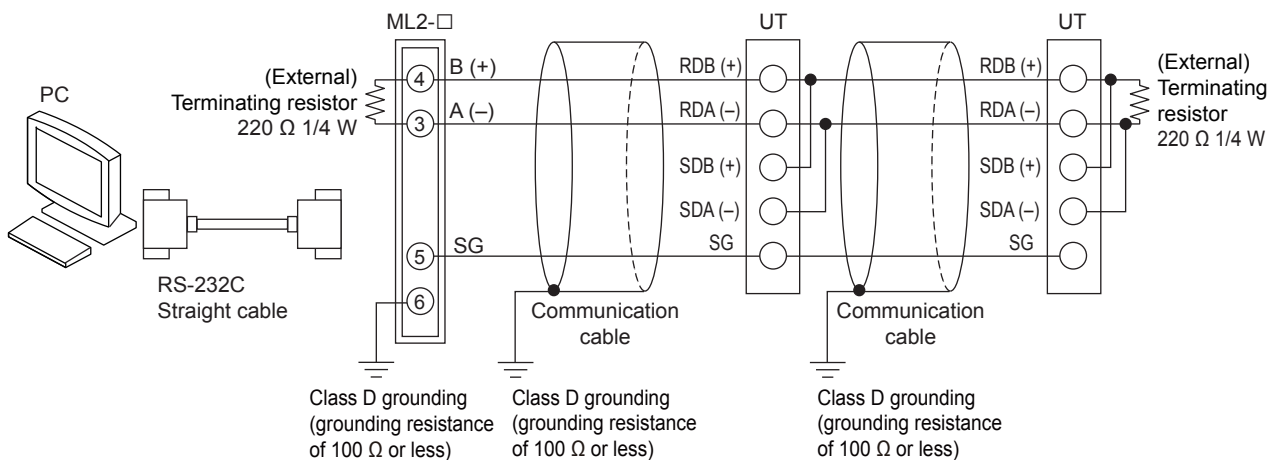 ML2-□
UT
UT
PC
(External)
Terminating resistor
220 Ω 1/4 W
4
B (+)
3
A (–)
5
SG
6
RDB (+)
RDA (–)
SDB (+)
SDA (–)
SG
RDB (+)
RDA (–)
SDB (+)
SDA (–)
SG
(External)
Terminating
resistor
220 Ω 1/4 W
RS-232C
Straight cable
Communication
cable
Communication
cable
Class D grounding
(grounding resistance
of 100 Ω or less)
Class D grounding
(grounding resistance
of 100 Ω or less)
Class D grounding
(grounding resistance
of 100 Ω or less)